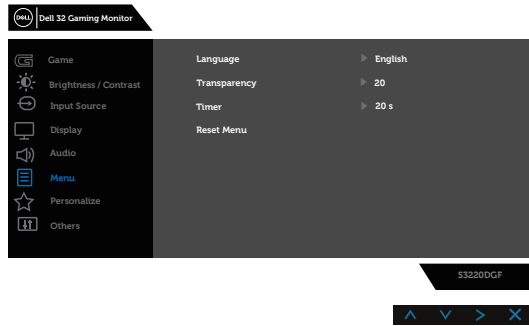 DELL Dell 32 Gaming Monitor
Game
Brightness / Contrast
Input Source
Display
Audio
Menu
Personalize
Others
Language English
Transparency 20
Timer 20 s
Reset Menu
S3220DGF